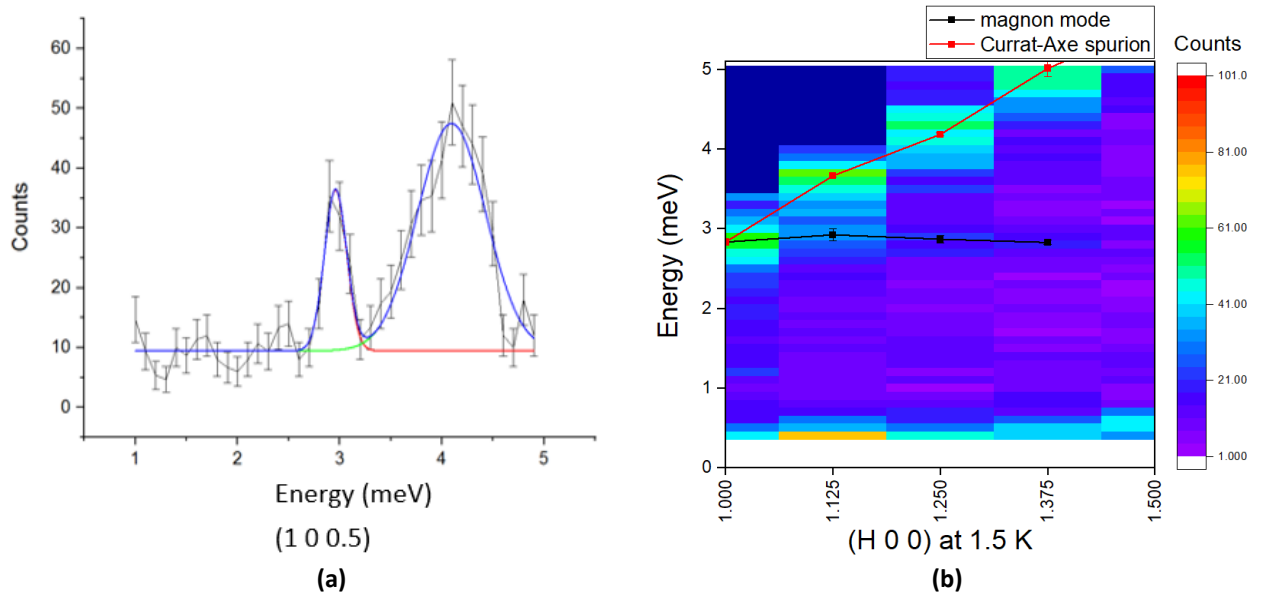 60
50
40
30
20
10
0
Counts
1 2 3 4 5
Energy (meV)
(1 0 0.5)
(a)
magnon mode
Currat-Axe spurion
Counts
101.0
81.00
61.00
41.00
21.00
1.000
5
4
3
2
1
0
Energy (meV)
1.000 1.125 1.250 1.375 1.500
(H 0 0) at 1.5 K
(b)